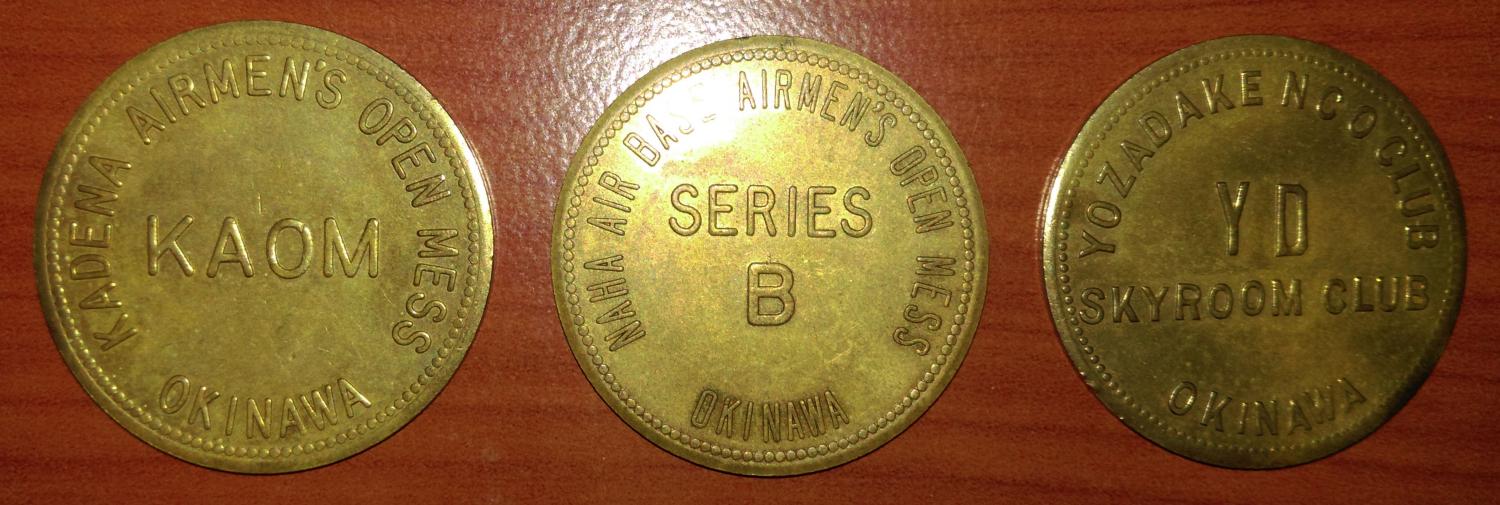 KADENA AIRMEN'S OPEN MESS
KAOM
OKINAWA
NAHA AIR BASE AIRMEN'S OPEN MESS
SERIES
B
OKINAWA
YOZADAKE NCO CLUB
YD
SKYROOM CLUB
OKINAWA